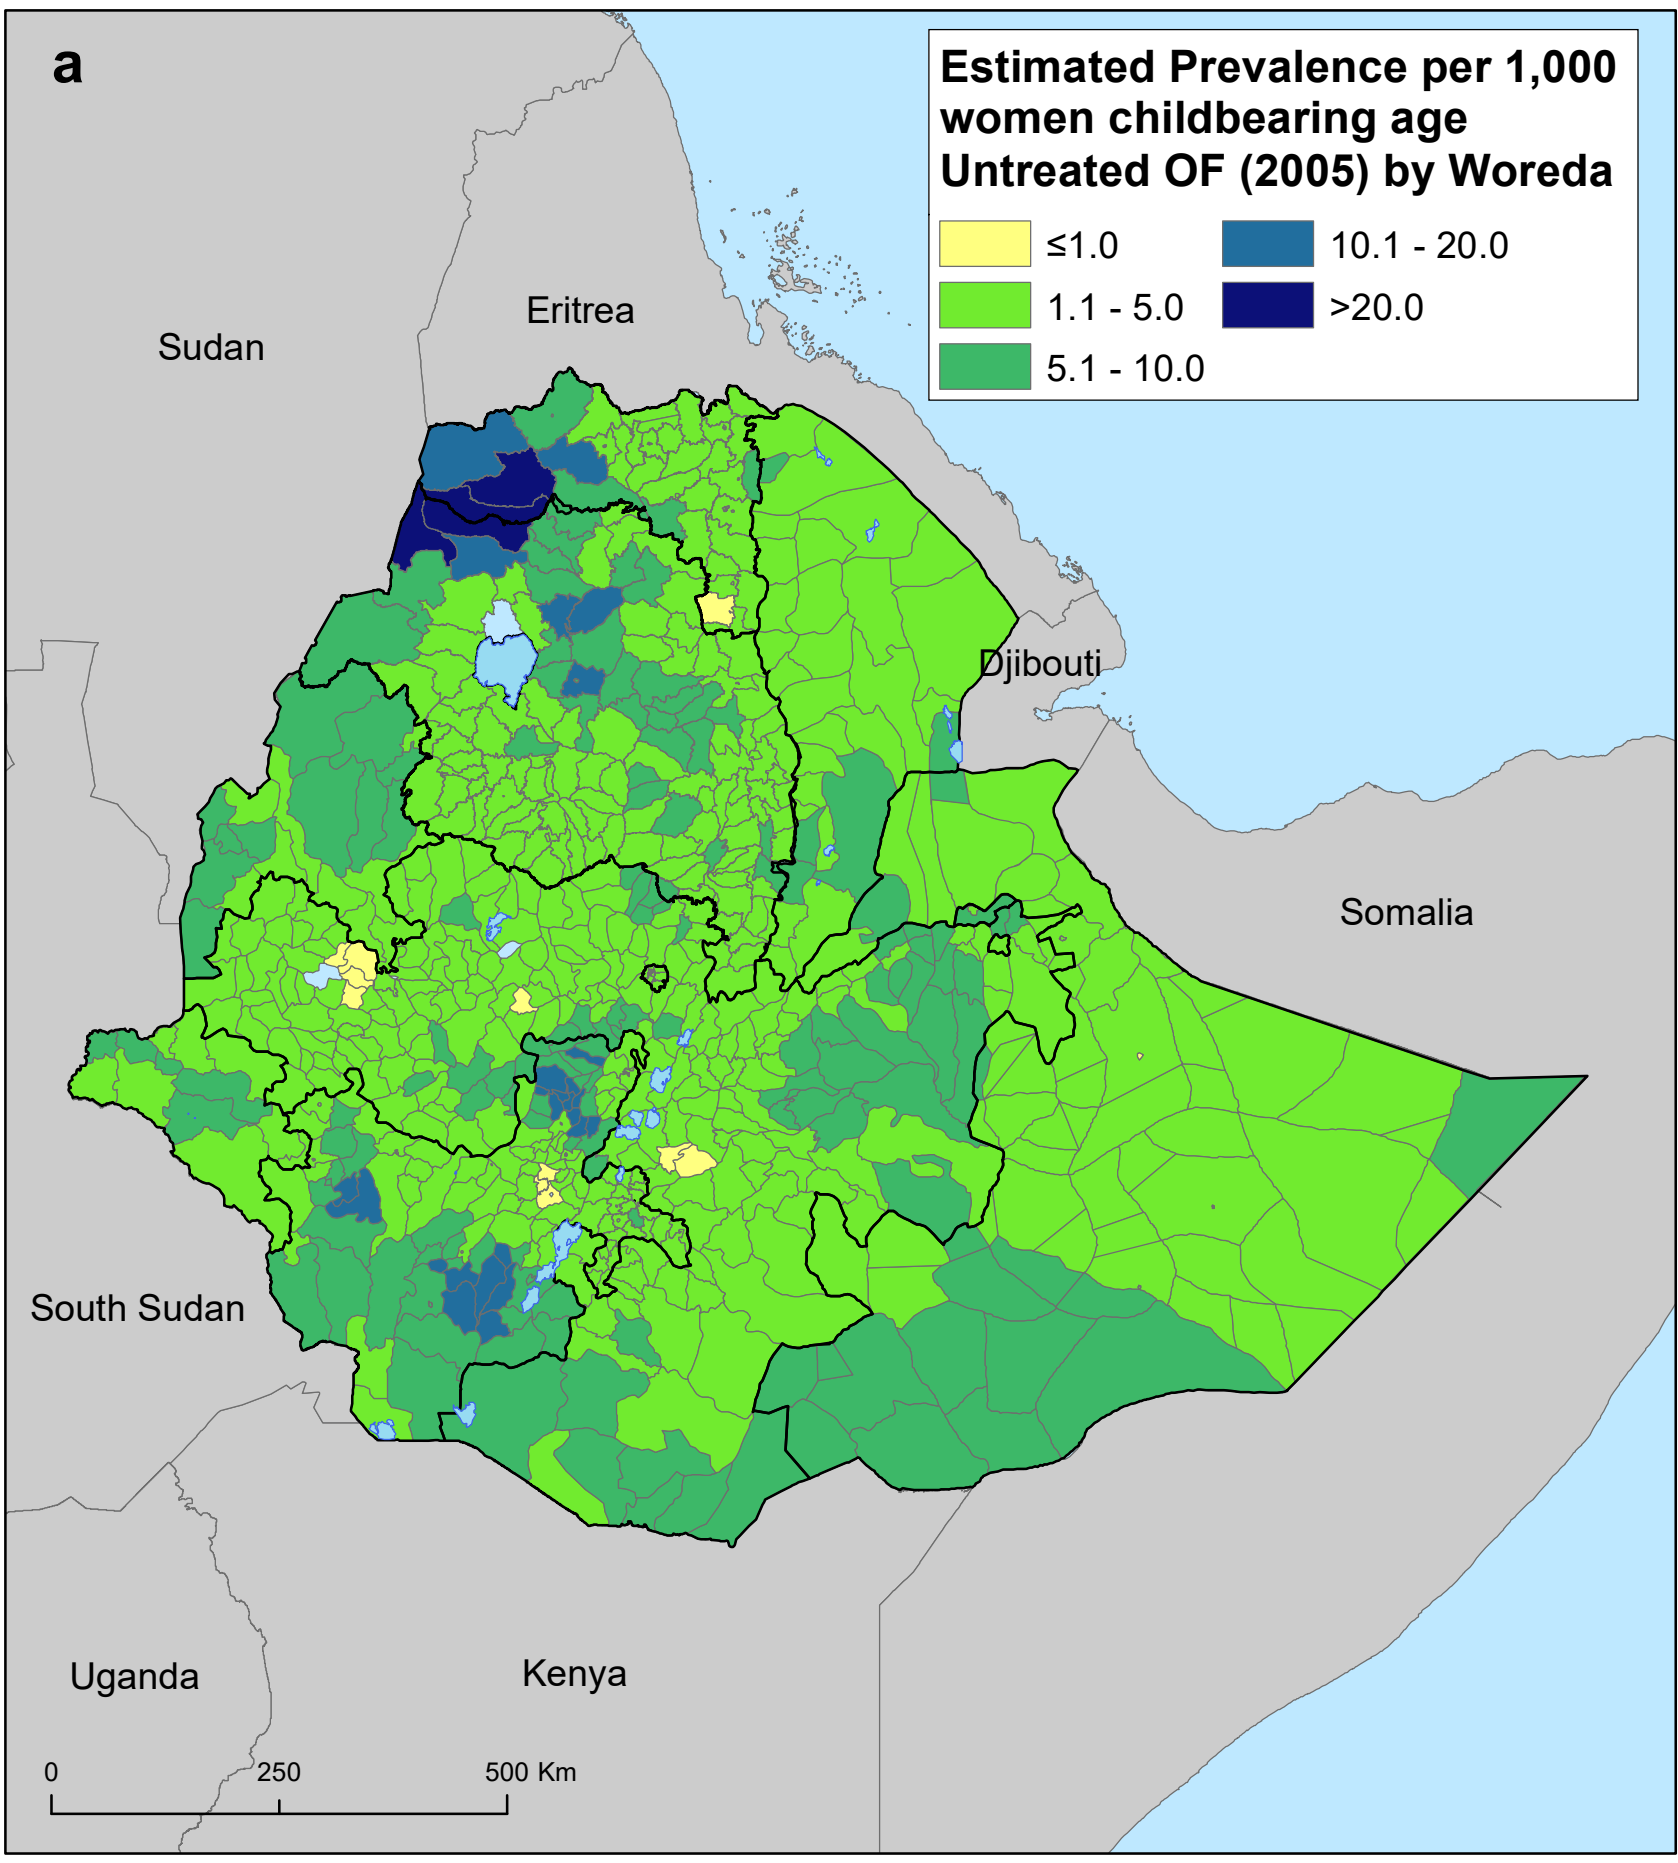 a
Estimated Prevalence per 1,000
women childbearing age
Untreated OF (2005) by Woreda
≤1.0
10.1 - 20.0
1.1 - 5.0
>20.0
5.1 - 10.0
Eritrea
Sudan
Djibouti
Somalia
South Sudan
Uganda
Kenya
0 250 500 Km